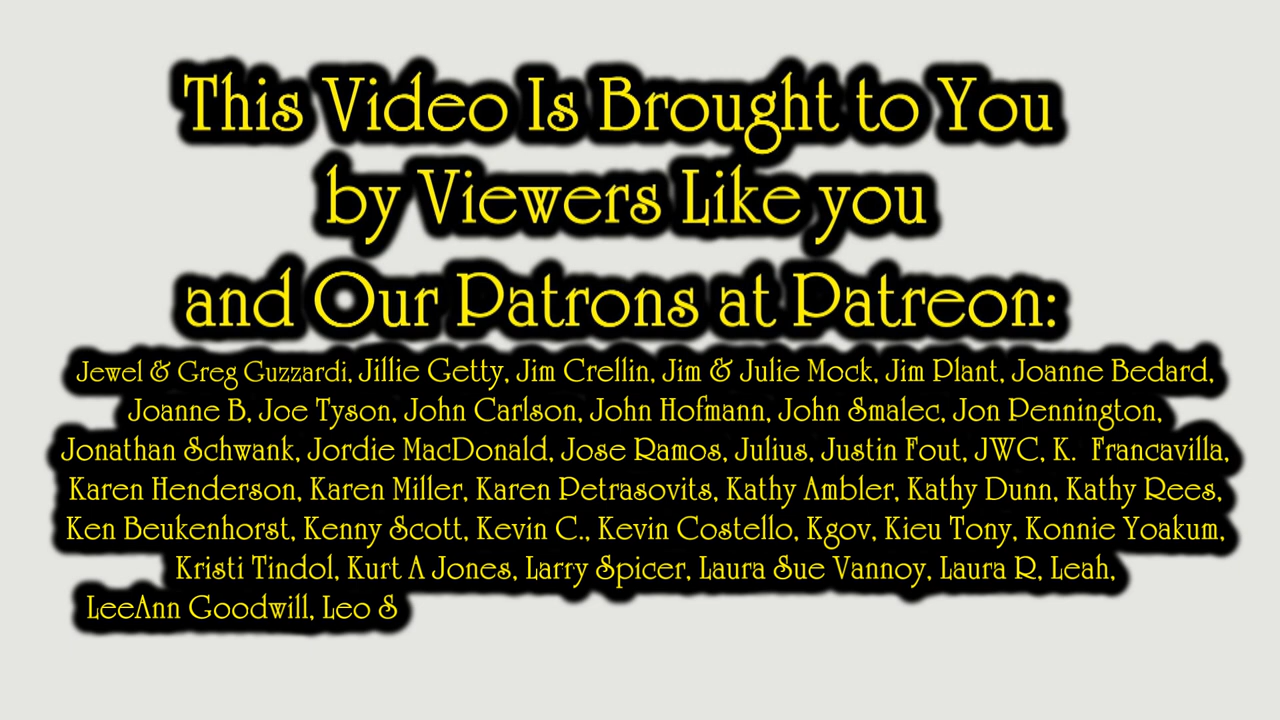 This Video Is Brought to You
by Viewers Like you
and Our Patrons at Patreon:
Jewel & Greg Guzzardi, Jillie Getty, Jim Crellin, Jim & Julie Mock, Jim Plant, Joanne Bedard,
Joanne B, Joe Tyson, John Carlson, John Hofmann, John Smalec, Jon Pennington,
Jonathan Schwank, Jordie MacDonald, Jose Ramos, Julius, Justin Fout, JWC, K. Francavilla,
Karen Henderson, Karen Miller, Karen Petrasovits, Kathy Ambler, Kathy Dunn, Kathy Rees,
Ken Beukenhorst, Kenny Scott, Kevin C., Kevin Costello, Kgov, Kieu Tony, Konnie Yoakum,
Kristi Tindol, Kurt A Jones, Larry Spicer, Laura Sue Vannoy, Laura R, Leah,
LeeAnn Goodwill, Leo S